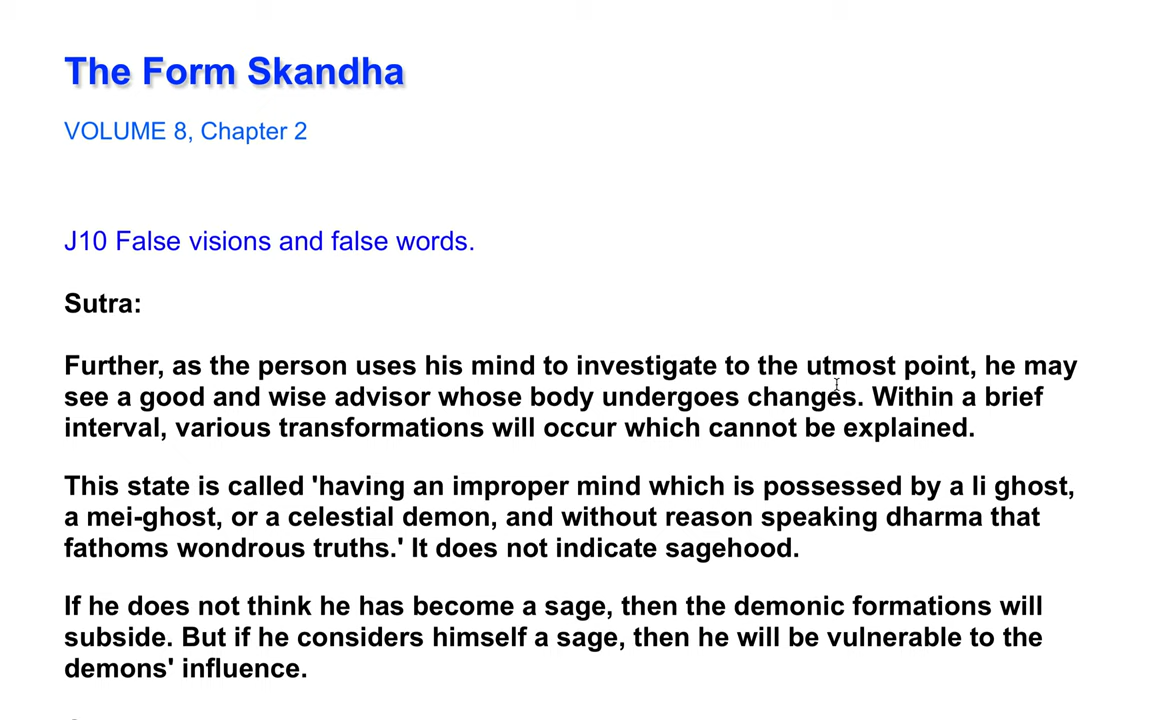 The Form Skandha
VOLUME 8, Chapter 2
J10 False visions and false words.
Sutra:
Further, as the person uses his mind to investigate to the utmost point, he may
see a good and wise advisor whose body undergoes changes. Within a brief
interval, various transformations will occur which cannot be explained.
This state is called 'having an improper mind which is possessed by a li ghost,
a mei-ghost, or a celestial demon, and without reason speaking dharma that
fathoms wondrous truths.' It does not indicate sagehood.
If he does not think he has become a sage, then the demonic formations will
subside. But if he considers himself a sage, then he will be vulnerable to the
demons' influence.